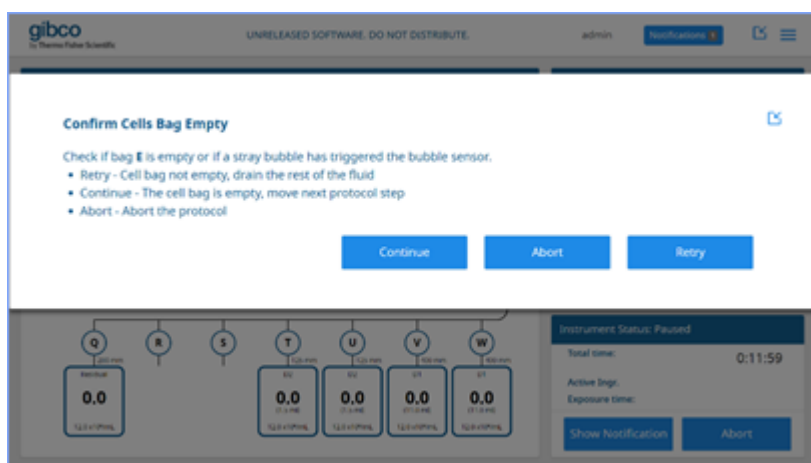 gibco
by Thermo Fisher Scientific
UNRELEASED SOFTWARE. DO NOT DISTRIBUTE.
admin
Notifications
Confirm Cells Bag Empty
Check if bag E is empty or if a stray bubble has triggered the bubble sensor.
• Retry - Cell bag not empty, drain the rest of the fluid
• Continue - The cell bag is empty, move next protocol step
• Abort - Abort the protocol
Continue Abort Retry
Q R S T U V W
Residual
0.0 0.0 0.0 0.0 0.0
Instrument Status: Paused
Total time: 0:11:59
Active Ingr.
Exposure time:
Show Notification Abort